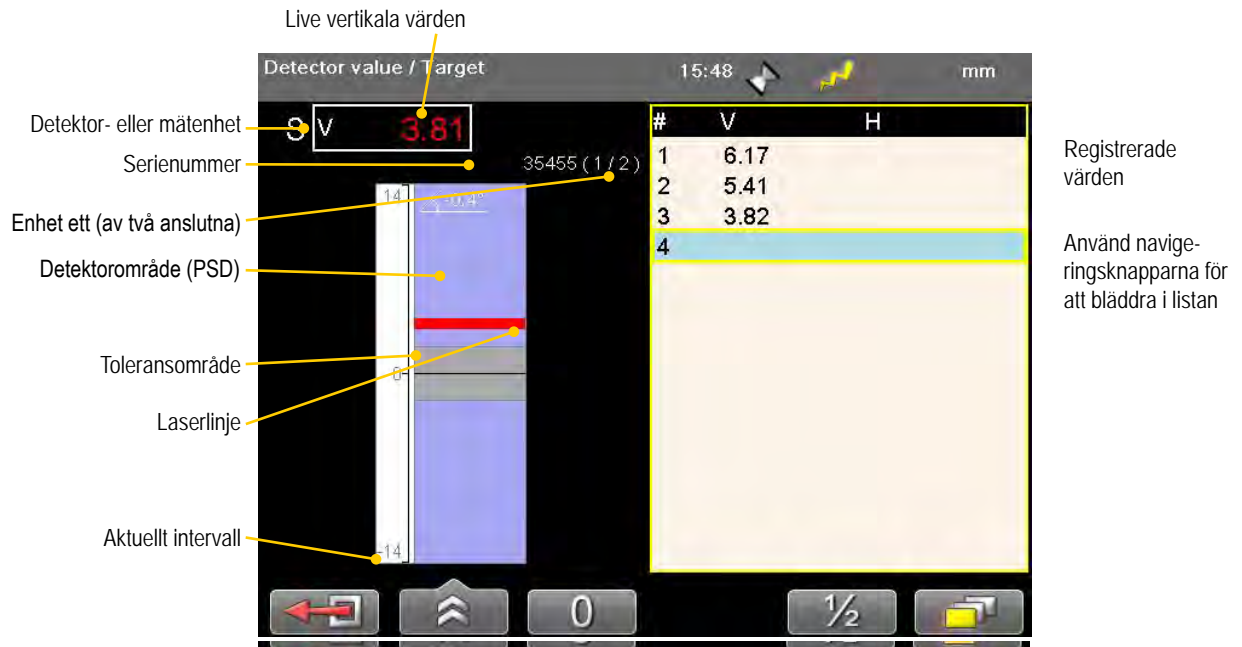 Live vertikala värden
Detector value / Target 15:48 mm
Detektor- eller mätenhet
S V 3.81
Serienummer
35455 ( 1 / 2 )
Enhet ett (av två anslutna)
Detektorområde (PSD)
Toleransområde
Laserlinje
Aktuellt intervall
14
-0.4°
0
-14
# V H
1 6.17
2 5.41
3 3.82
4
Registrerade
värden
Använd navige-
ringsknapparna för
att bläddra i listan
0
½